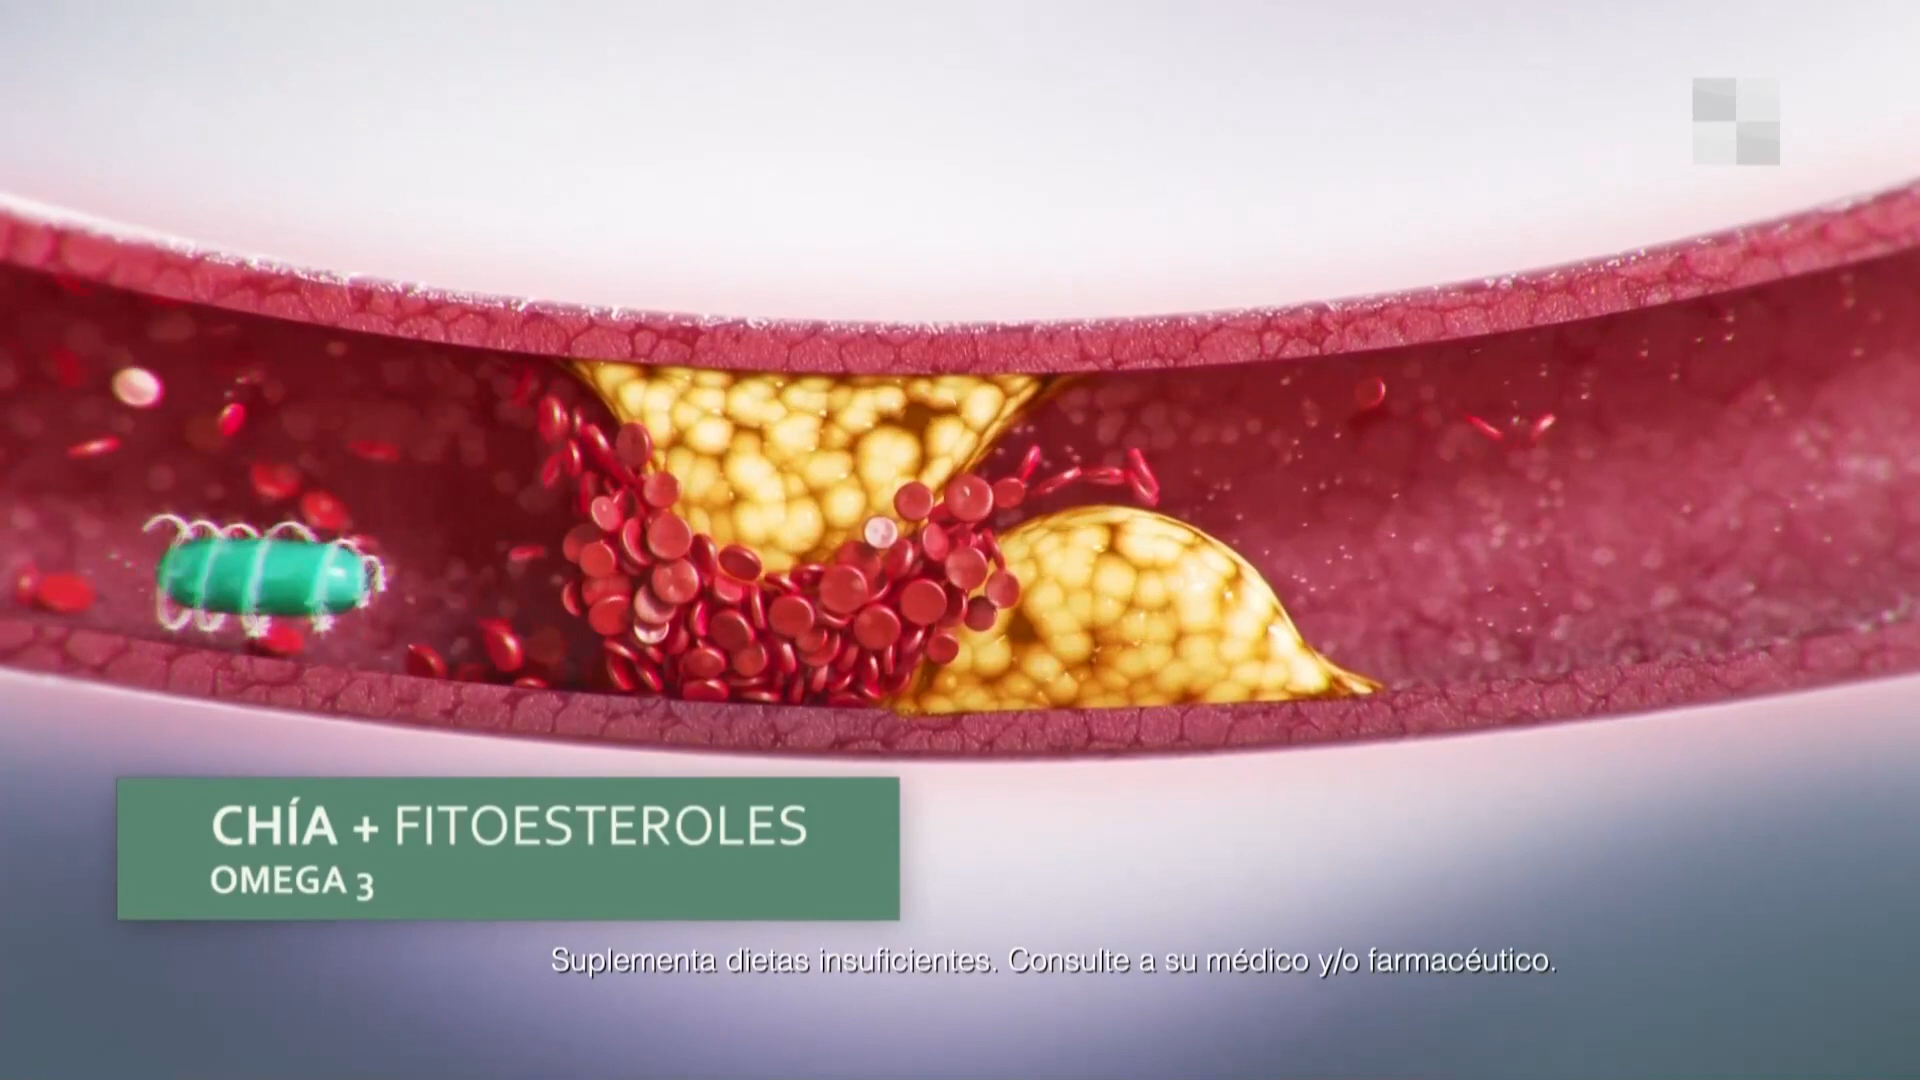 CHÍA + FITOESTEROLES
OMEGA 3
Suplementa dietas insuficientes. Consulte a su médico y/o farmacéutico.